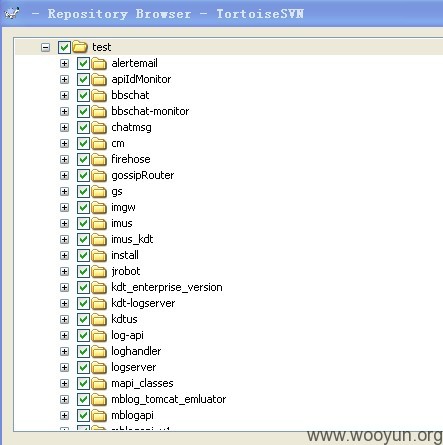 - Repository Browser - TortoiseSVN
test
alertemail
apiIdMonitor
bbschat
bbschat-monitor
chatmsg
cm
firehose
gossipRouter
gs
imgw
imus
imus_kdt
install
jrobot
kdt_enterprise_version
kdt-logserver
kdtus
log-api
loghandler
logserver
mapi_classes
mblog_tomcat_emluator
mblogapi
www.wooyun.org